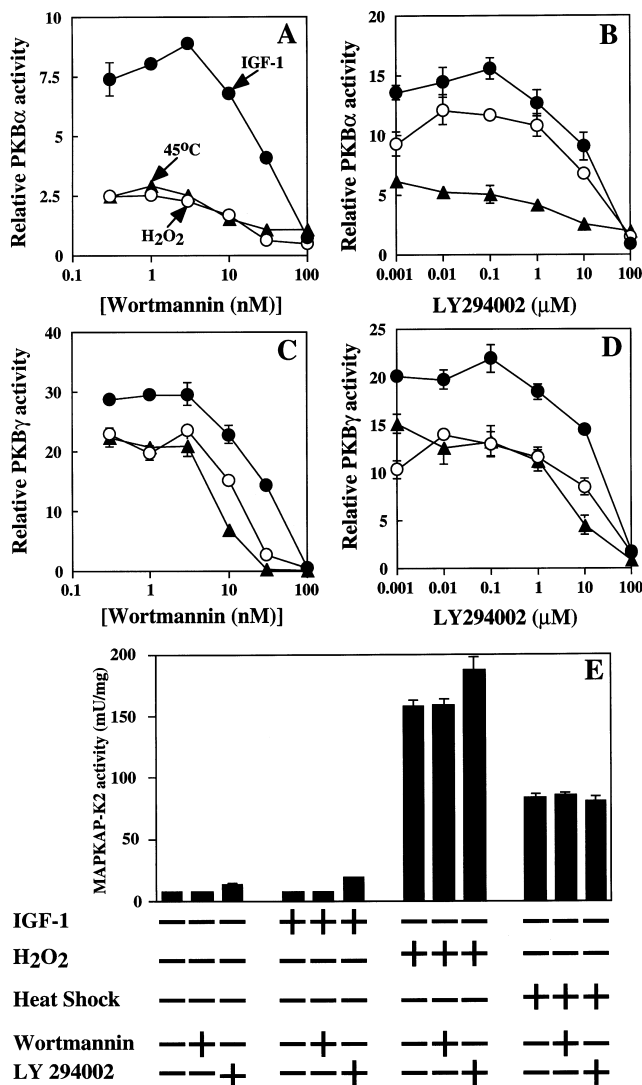 A
Relative PKBα activity
10
7.5
5
2.5
0
IGF-1
45°C
H2O2
0.1 1 10 100
[Wortmannin (nM)]
B
Relative PKBα activity
20
15
10
5
0
0.001 0.01 0.1 1 10 100
LY294002 (μM)
C
Relative PKBγ activity
40
30
20
10
0
0.1 1 10 100
[Wortmannin (nM)]
D
Relative PKBγ activity
25
20
15
10
5
0
0.001 0.01 0.1 1 10 100
LY294002 (μM)
E
MAPKAP-K2 activity (mU/mg)
200
150
100
50
0
IGF-1 − − − + + + − − − − − −
H2O2 − − − − − − + + + − − −
Heat Shock − − − − − − − − − + + +
Wortmannin − + − − + − − + − − + −
LY 294002 − − + − − + − − + − − +